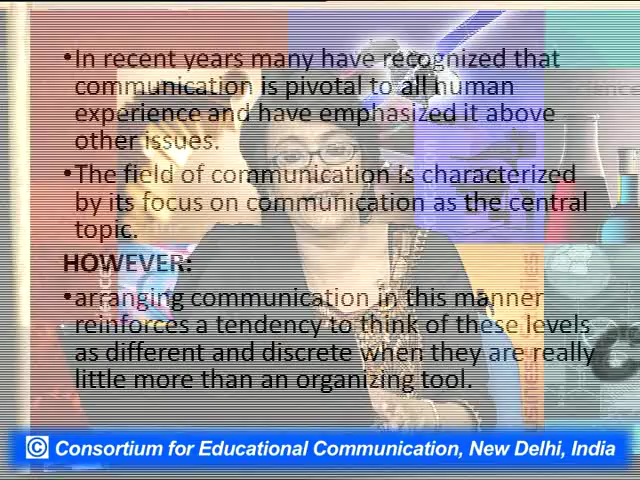 •In recent years many have recognized that
communication is pivotal to all human
experience and have emphasized it above
other issues.
•The field of communication is characterized
by its focus on communication as the central
topic.
HOWEVER:
•arranging communication in this manner
reinforces a tendency to think of these levels
as different and discrete when they are really
little more than an organizing tool.
© Consortium for Educational Communication, New Delhi, India